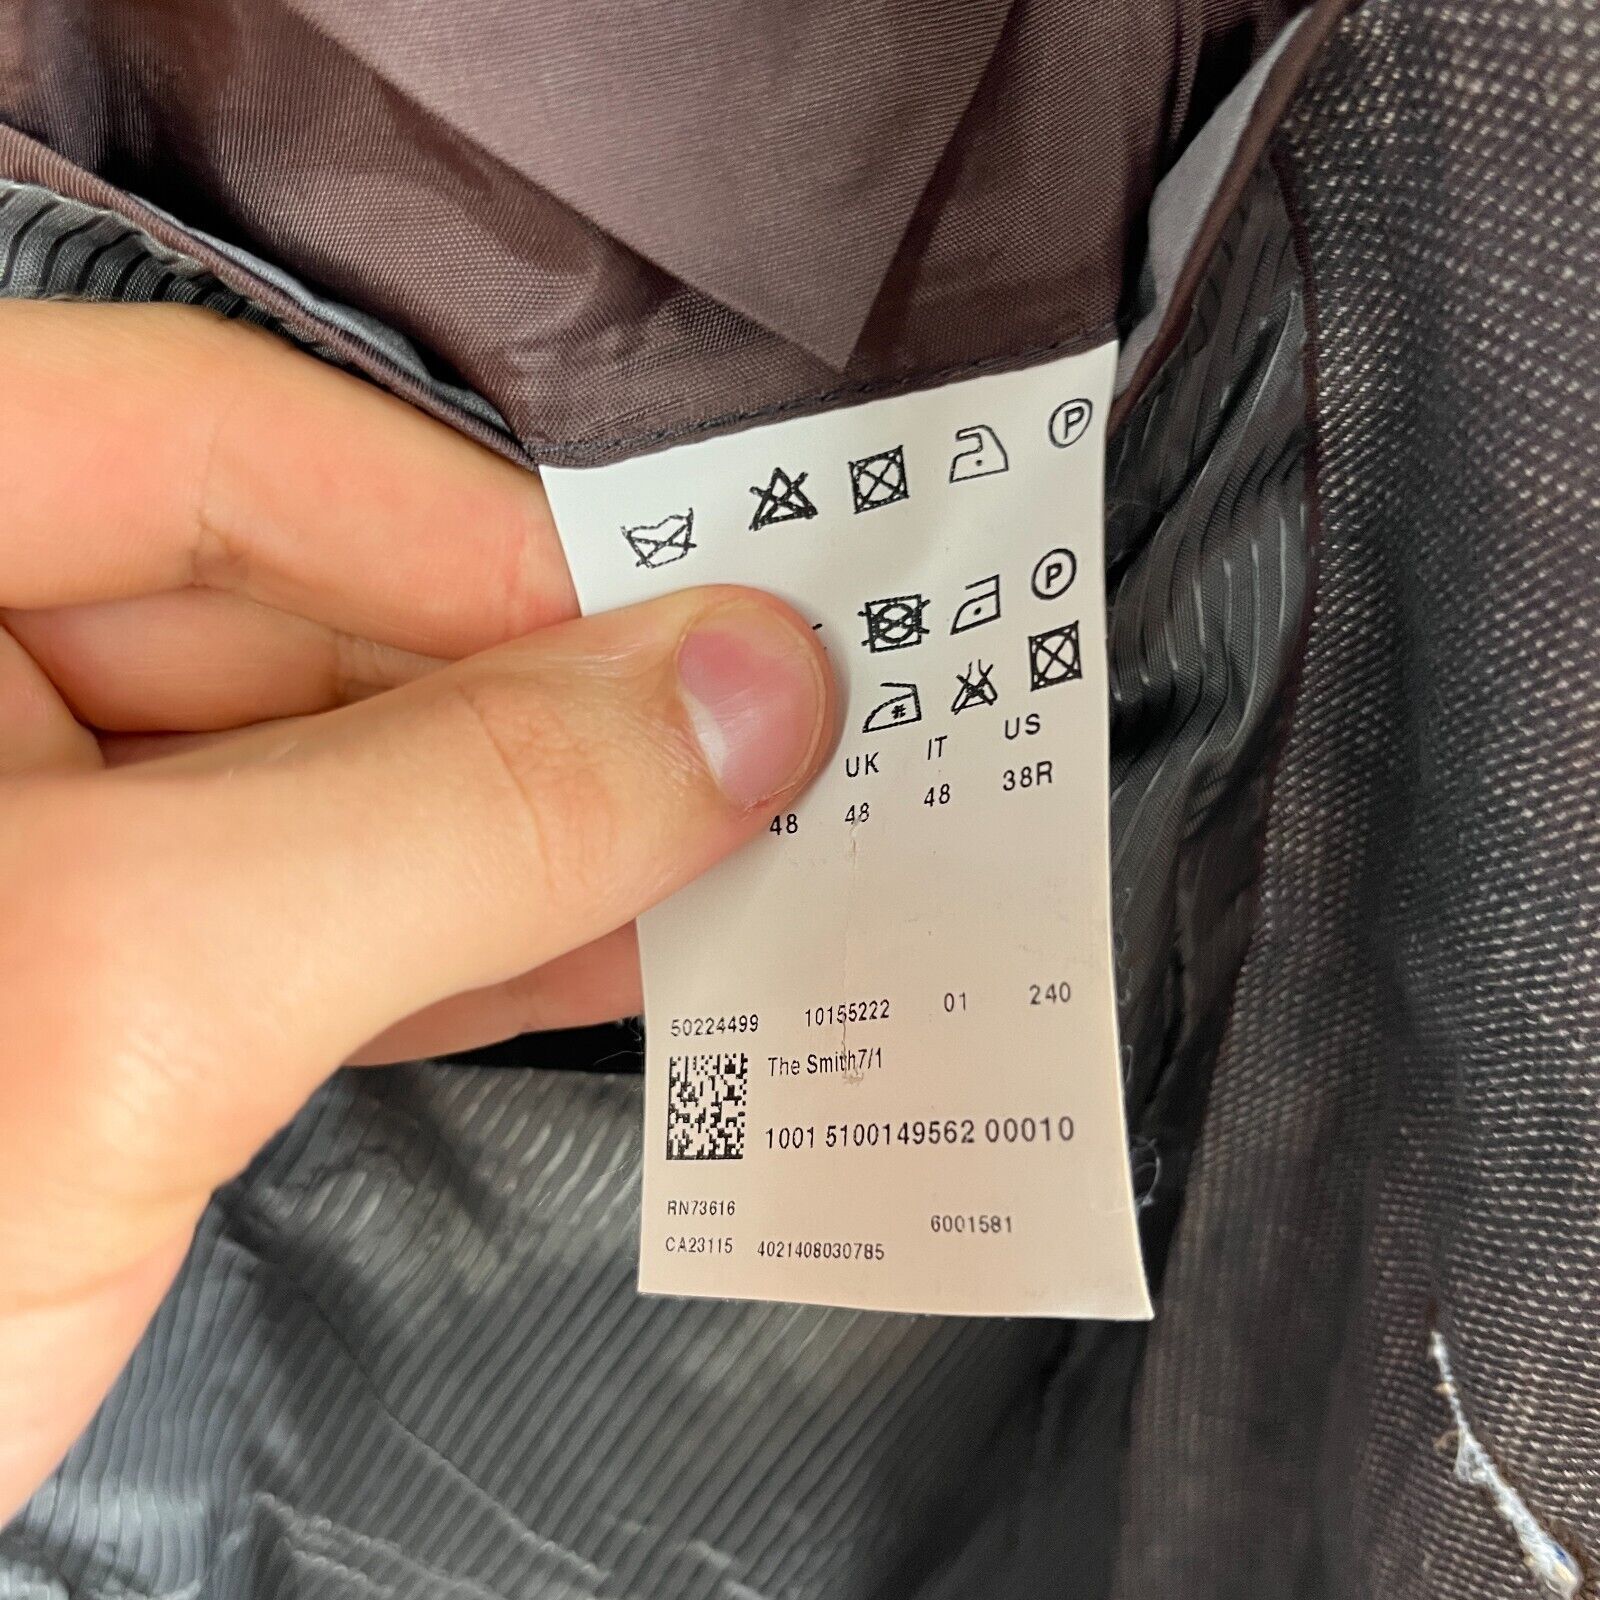 P
P
UK IT US
48 48 48 38R
50224499 10155222 01 240
The Smith7/1
1001 5100149562 00010
RN73616
6001581
CA23115 4021408030785